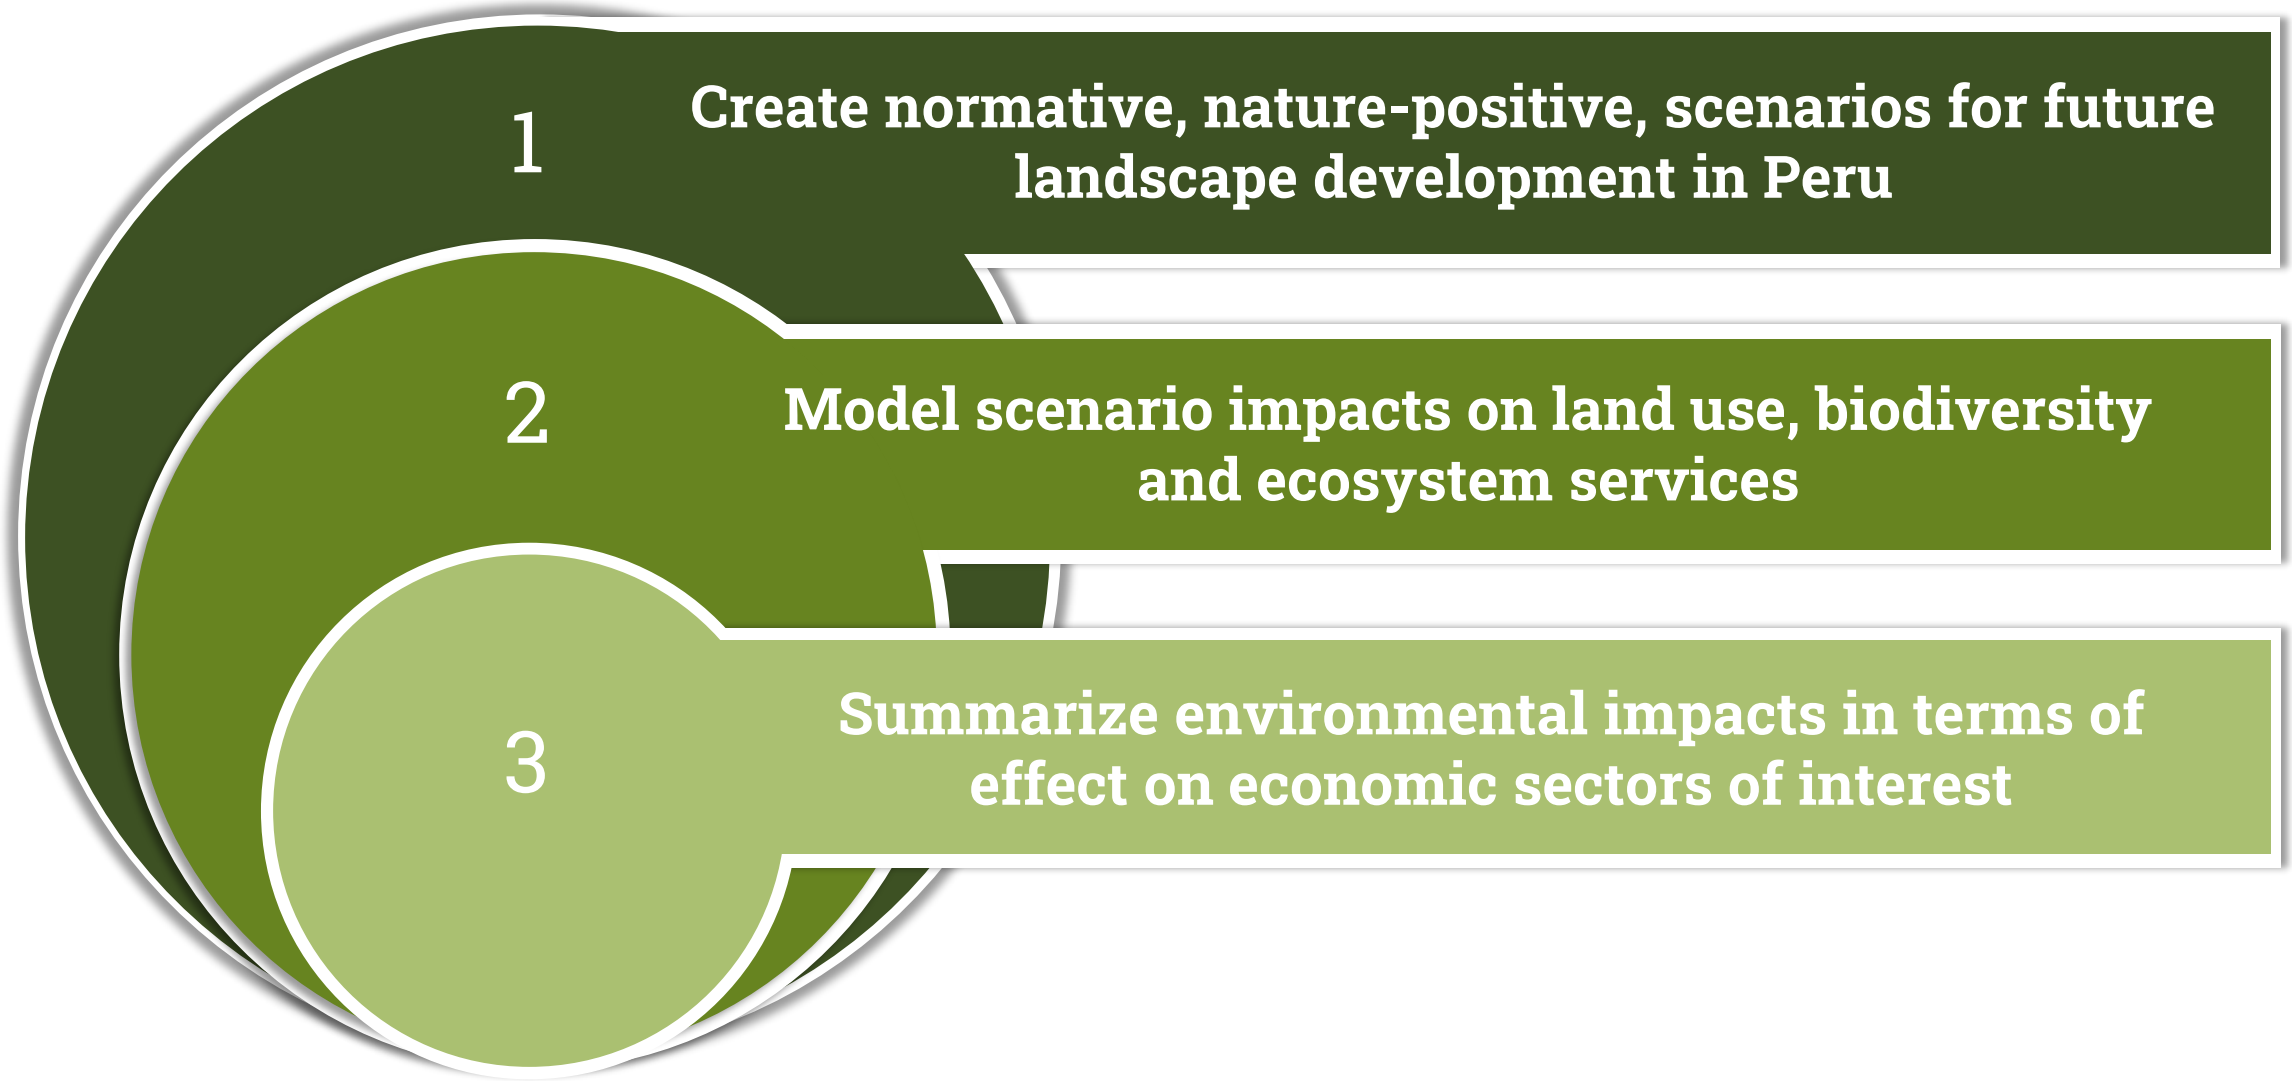 1
Create normative, nature-positive, scenarios for future
landscape development in Peru
2
Model scenario impacts on land use, biodiversity
and ecosystem services
3
Summarize environmental impacts in terms of
effect on economic sectors of interest